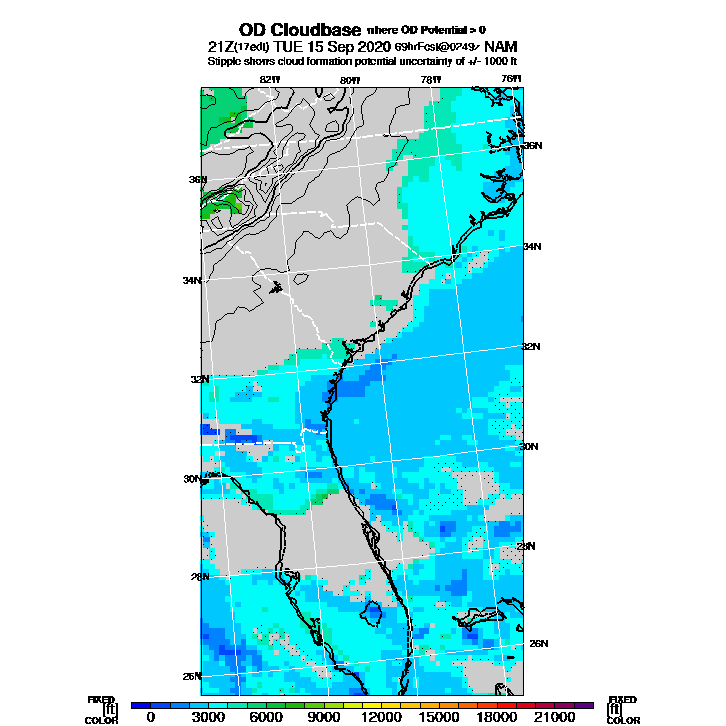 OD Cloudbase where OD Potential > 0
21Z(17edt) TUE 15 Sep 2020 69hrFcst@0249z NAM
Stipple shows cloud formation potential uncertainty of +/- 1000 ft
82W 80W 78W 76W
36N
36N
34N
34N
32N
32N
30N
30N
28N
28N
26N
26N
FIXED FIXED
[ft] [ft]
COLOR 0 3000 6000 9000 12000 15000 18000 21000 COLOR